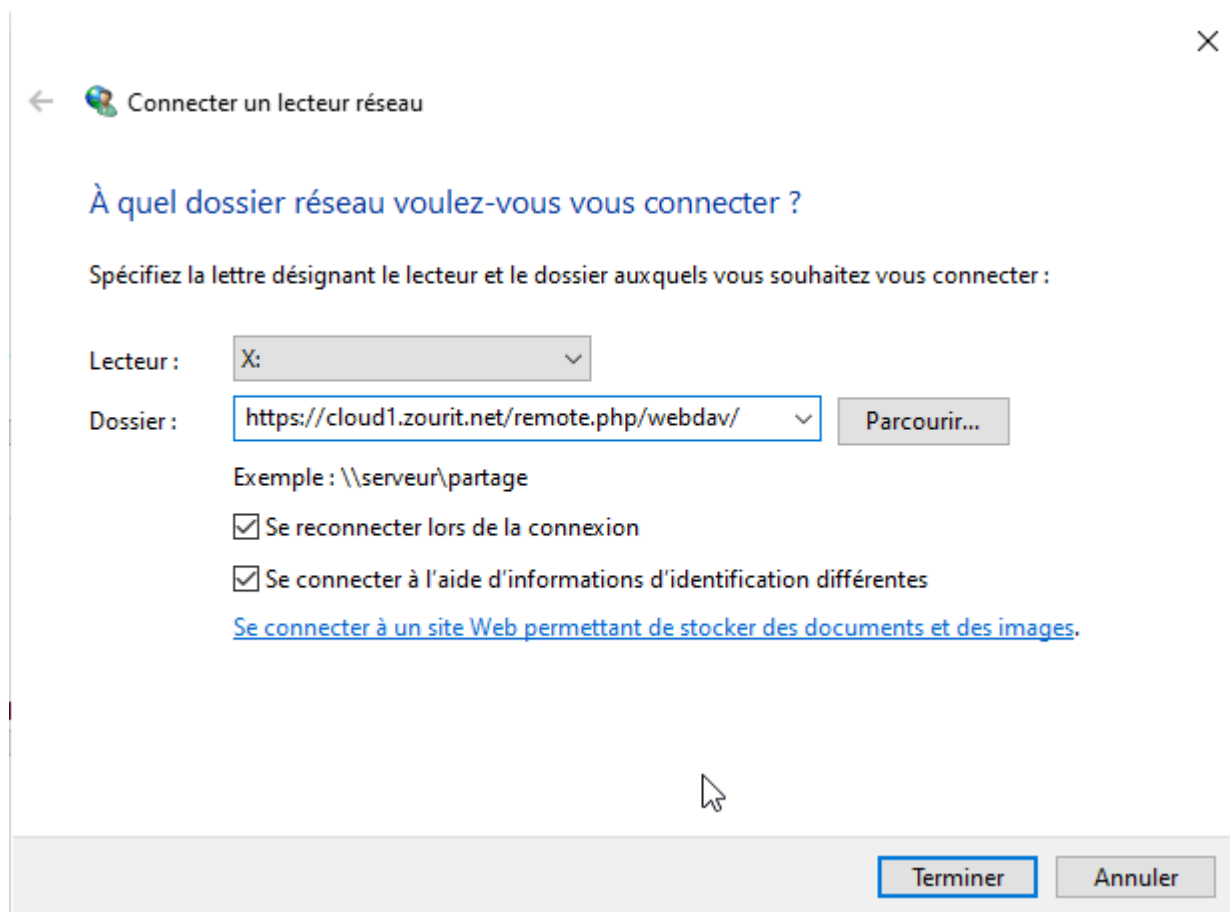 Connecter un lecteur réseau
À quel dossier réseau voulez-vous vous connecter ?
Spécifiez la lettre désignant le lecteur et le dossier auxquels vous souhaitez vous connecter :
Lecteur : X:
Dossier : https://cloud1.zourit.net/remote.php/webdav/ Parcourir...
Exemple : \\serveur\partage
Se reconnecter lors de la connexion
Se connecter à l’aide d’informations d’identification différentes
Se connecter à un site Web permettant de stocker des documents et des images.
Terminer Annuler